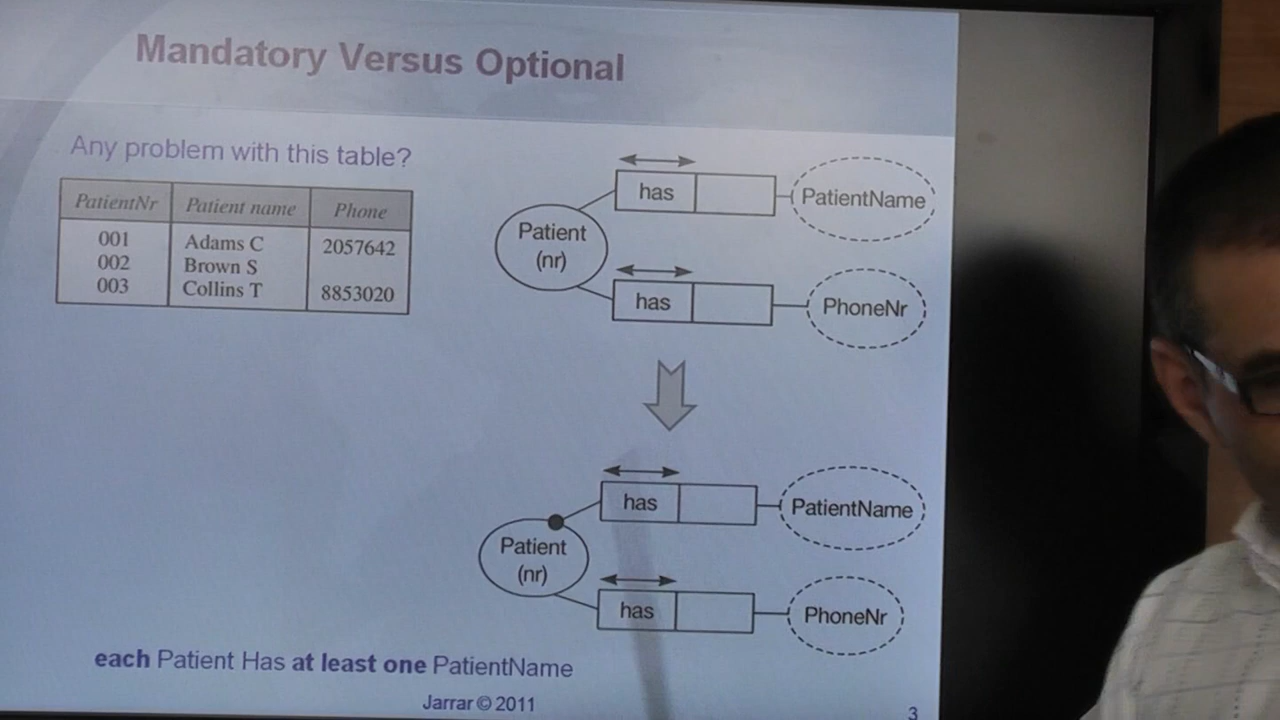 Mandatory Versus Optional
Any problem with this table?
PatientNr Patient name Phone
001 Adams C 2057642
002 Brown S
003 Collins T 8853020
has PatientName
Patient
(nr)
has PhoneNr
has PatientName
Patient
(nr)
has PhoneNr
each Patient Has at least one PatientName
Jarrar © 2011
3